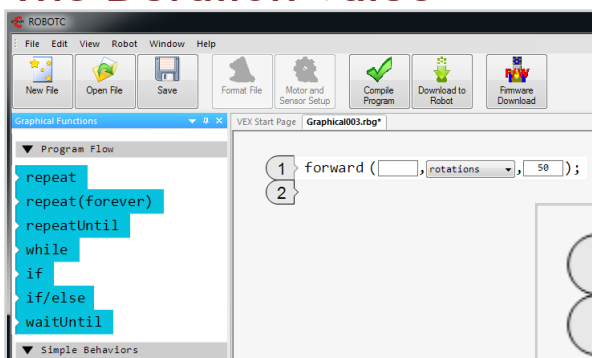 ROBOTC
File Edit View Robot Window Help
New File Open File Save Format File Motor and Sensor Setup Compile Program Download to Robot Firmware Download
Graphical Functions
VEX Start Page Graphical003.rbg*
Program Flow
repeat
repeat(forever)
repeatUntil
while
if
if/else
waitUntil
Simple Behaviors
1 forward ( , rotations , 50 );
2